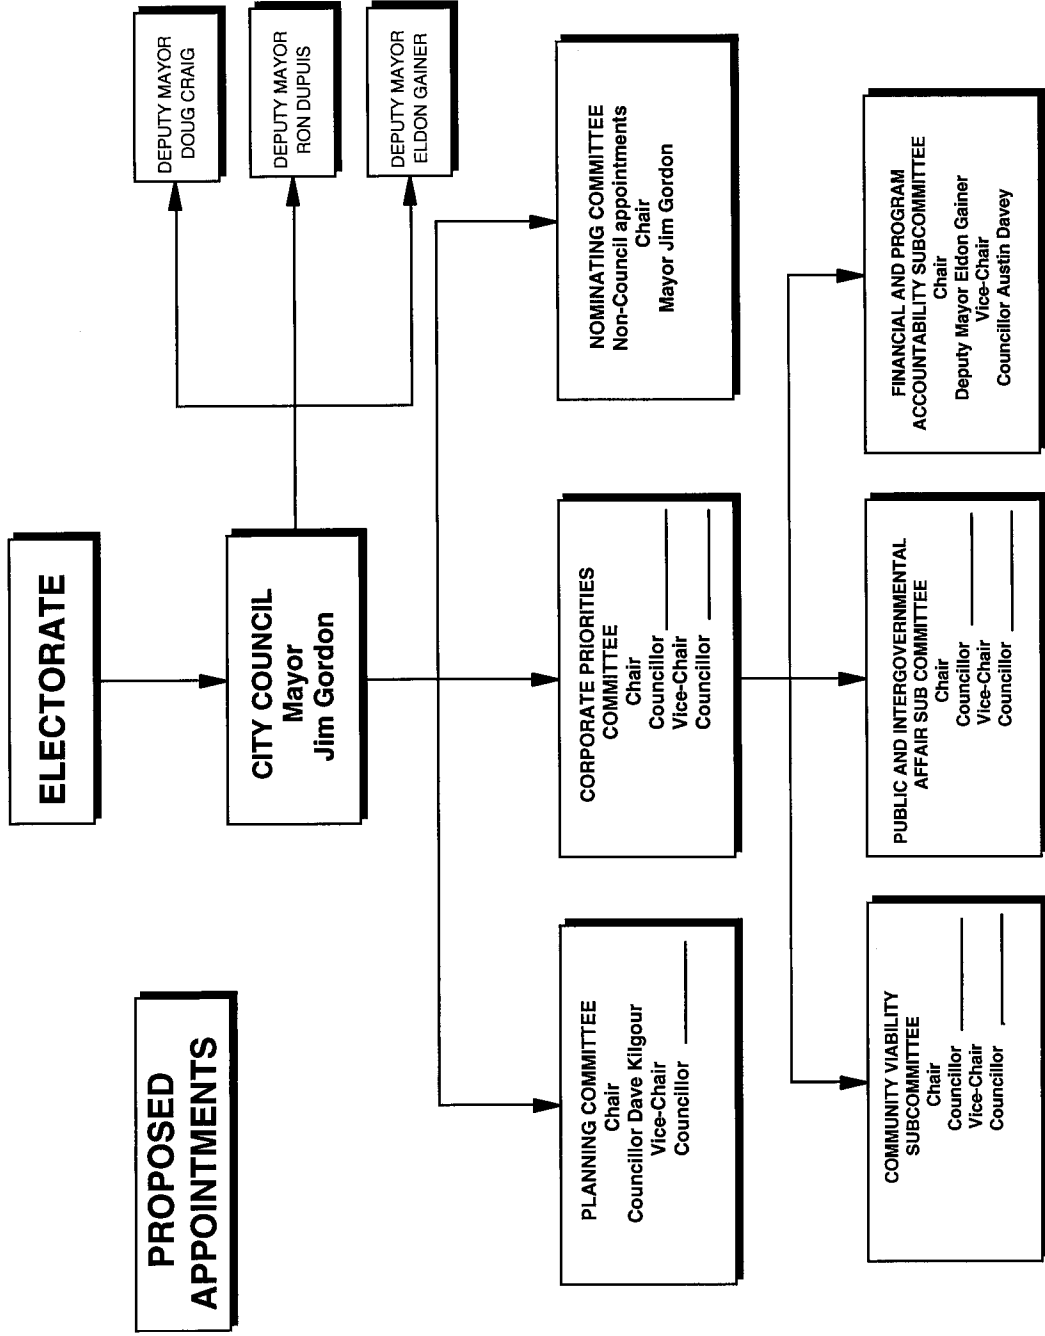 PROPOSED
APPOINTMENTS
ELECTORATE
CITY COUNCIL
Mayor
Jim Gordon
DEPUTY MAYOR
DOUG CRAIG
DEPUTY MAYOR
RON DUPUIS
DEPUTY MAYOR
ELDON GAINER
PLANNING COMMITTEE
Chair
Councillor Dave Kilgour
Vice-Chair
Councillor
CORPORATE PRIORITIES
COMMITTEE
Chair
Councillor
Vice-Chair
Councillor
NOMINATING COMMITTEE
Non-Council appointments
Chair
Mayor Jim Gordon
COMMUNITY VIABILITY
SUBCOMMITTEE
Chair
Councillor
Vice-Chair
Councillor
PUBLIC AND INTERGOVERNMENTAL
AFFAIR SUB COMMITTEE
Chair
Councillor
Vice-Chair
Councillor
FINANCIAL AND PROGRAM
ACCOUNTABILITY SUBCOMMITTEE
Chair
Deputy Mayor Eldon Gainer
Vice-Chair
Councillor Austin Davey